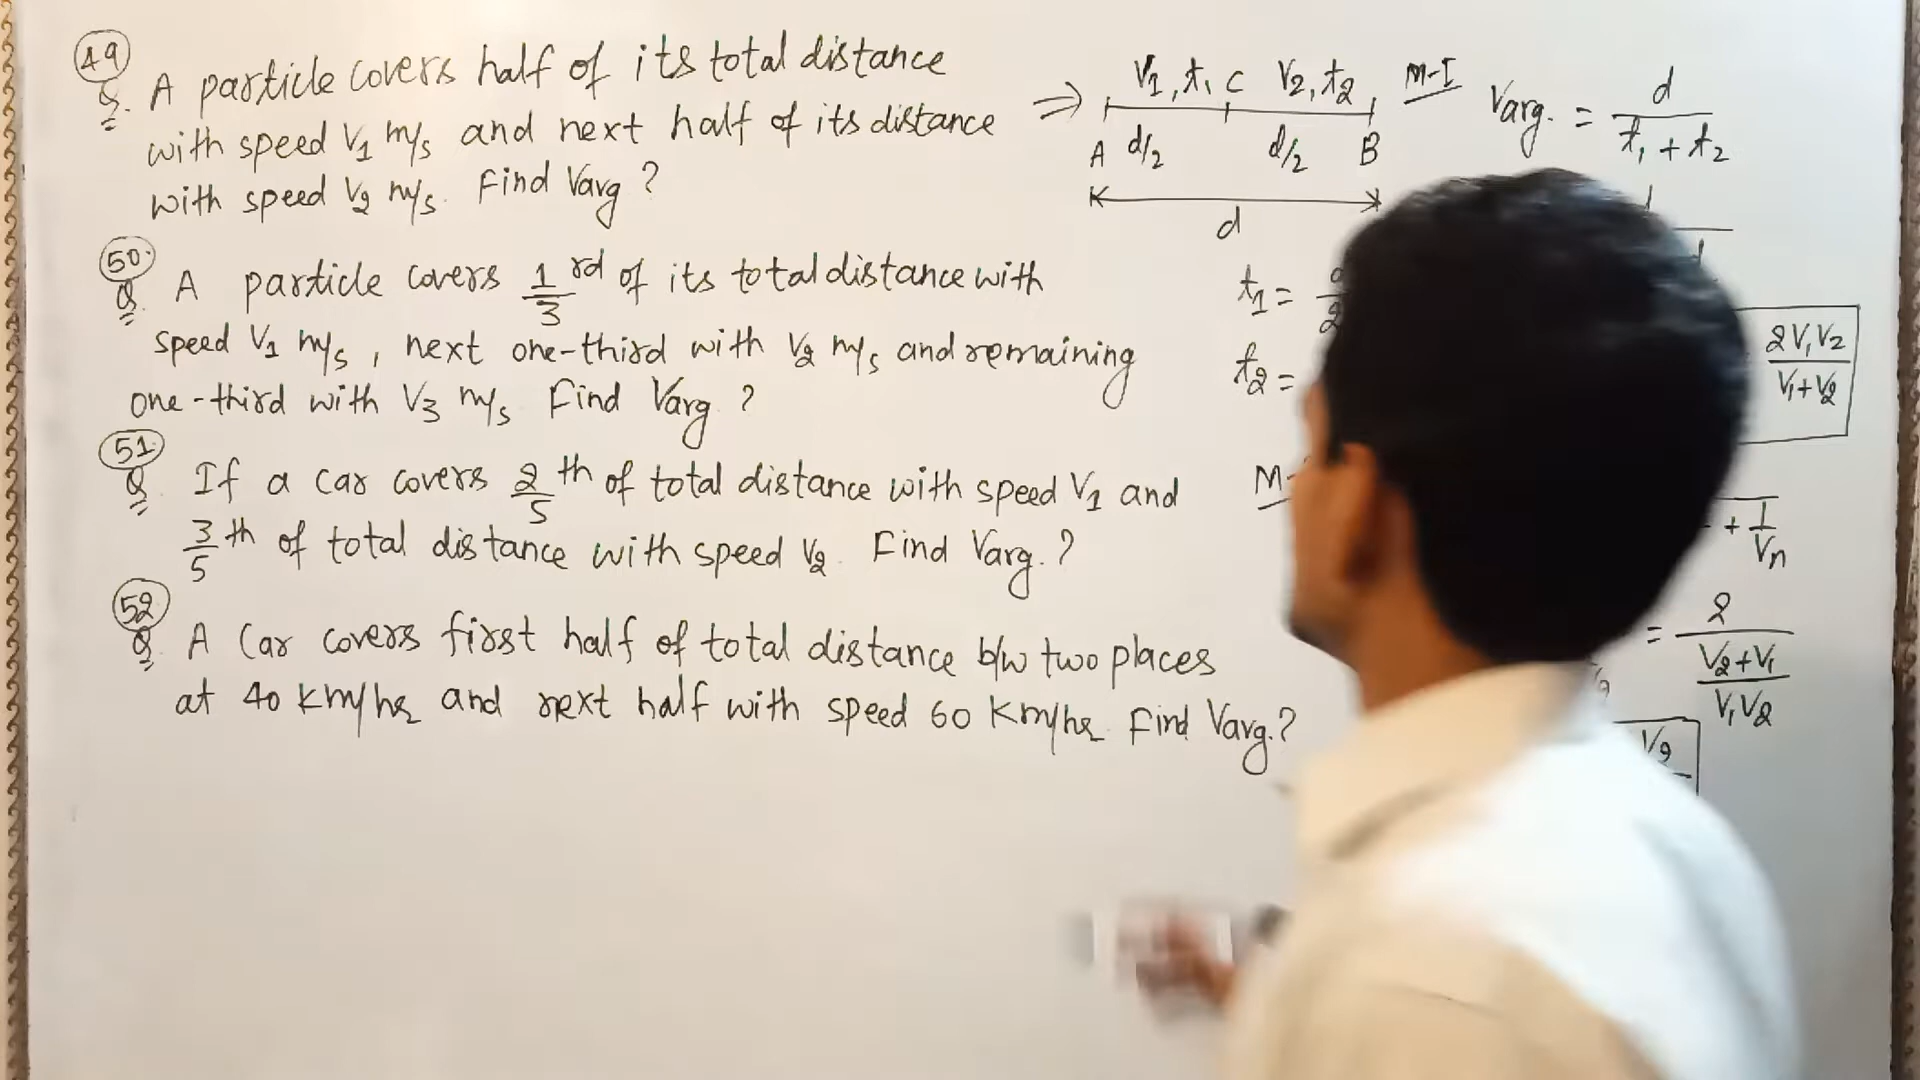 49
Q. A particle covers half of its total distance
with speed V1 m/s and next half of its distance
with speed V2 m/s. Find Varg ?
50.
Q. A particle covers 1/3 rd of its total distance with
speed V1 m/s, next one-third with V2 m/s and remaining
one-third with V3 m/s Find Varg ?
51.
Q. If a car covers 2/5 th of total distance with speed V1 and
3/5 th of total distance with speed V2. Find Varg. ?
52
Q. A Car covers first half of total distance b/w two places
at 40 km/hr and next half with speed 60 Km/hr Find Varg. ?
⇒ V1, t1 C V2, t2
A d/2 d/2 B
d
M-I Varg. = d/(t1 + t2)
t1 =
t2 =
2V1V2/(V1+V2)
+ 1/Vn
= 2/((V2+V1)/(V1V2))